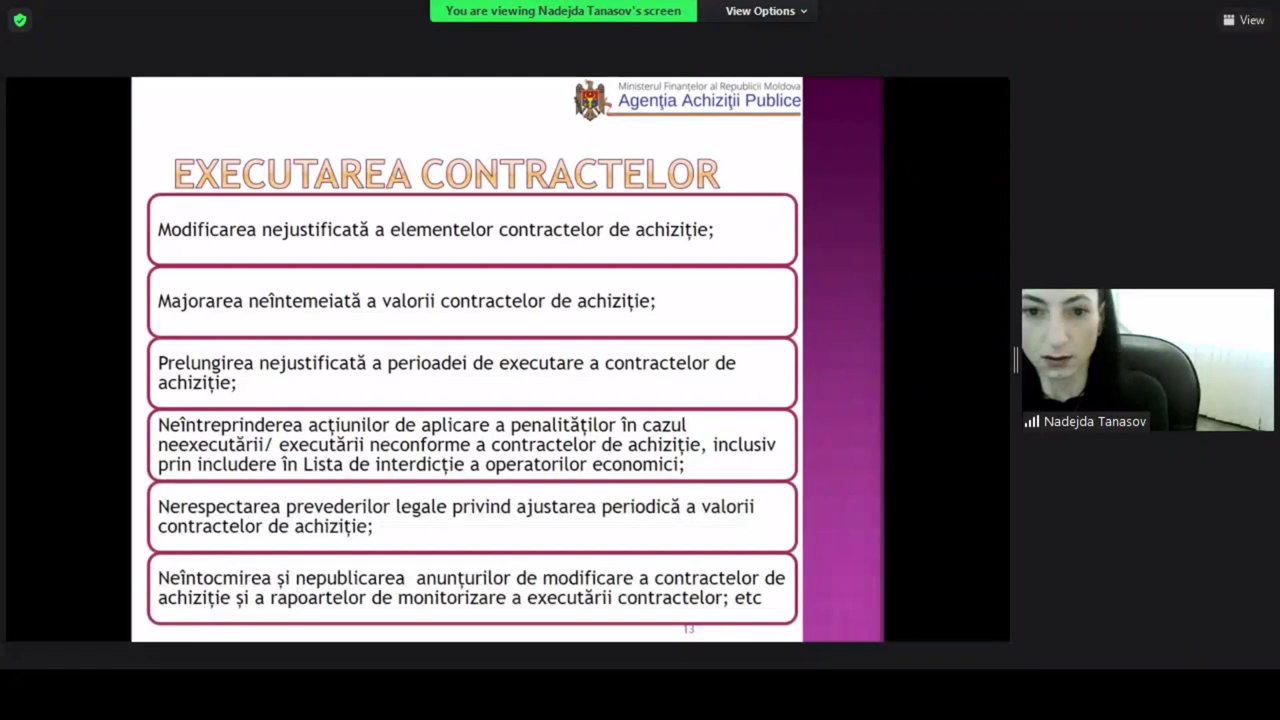 You are viewing Nadejda Tanasov's screen
View Options
View
Ministerul Finanțelor al Republicii Moldova
Agenţia Achiziţii Publice
EXECUTAREA CONTRACTELOR
Modificarea nejustificată a elementelor contractelor de achiziție;
Majorarea neîntemeiată a valorii contractelor de achiziție;
Prelungirea nejustificată a perioadei de executare a contractelor de
achiziție;
Neîntreprinderea acțiunilor de aplicare a penalităților în cazul
neexecutării/ executării neconforme a contractelor de achiziție, inclusiv
prin includere în Lista de interdicție a operatorilor economici;
Nerespectarea prevederilor legale privind ajustarea periodică a valorii
contractelor de achiziție;
Neîntocmirea și nepublicarea anunțurilor de modificare a contractelor de
achiziție și a rapoartelor de monitorizare a executării contractelor; etc
13
Nadejda Tanasov